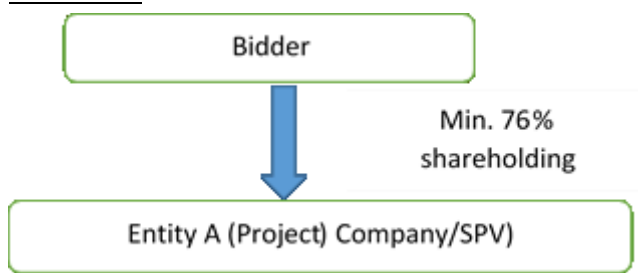 Bidder
Min. 76%
shareholding
Entity A (Project) Company/SPV)